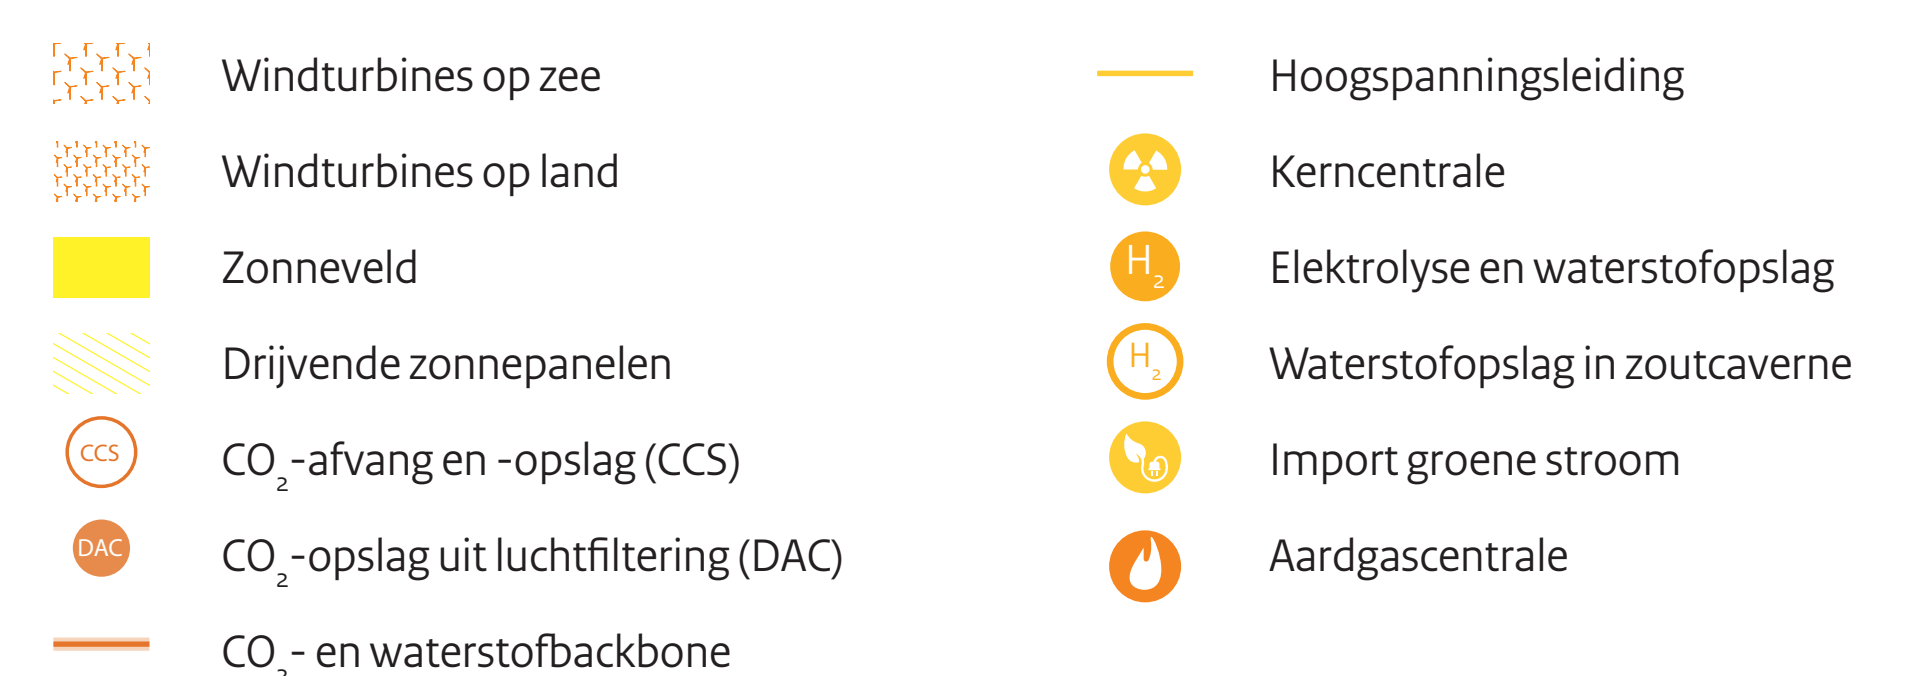 Windturbines op zee
Windturbines op land
Zonneveld
Drijvende zonnepanelen
CCS CO₂-afvang en -opslag (CCS)
DAC CO₂-opslag uit luchtfiltering (DAC)
CO₂- en waterstofbackbone
Hoogspanningsleiding
Kerncentrale
H₂ Elektrolyse en waterstofopslag
H₂ Waterstofopslag in zoutcaverne
Import groene stroom
Aardgascentrale